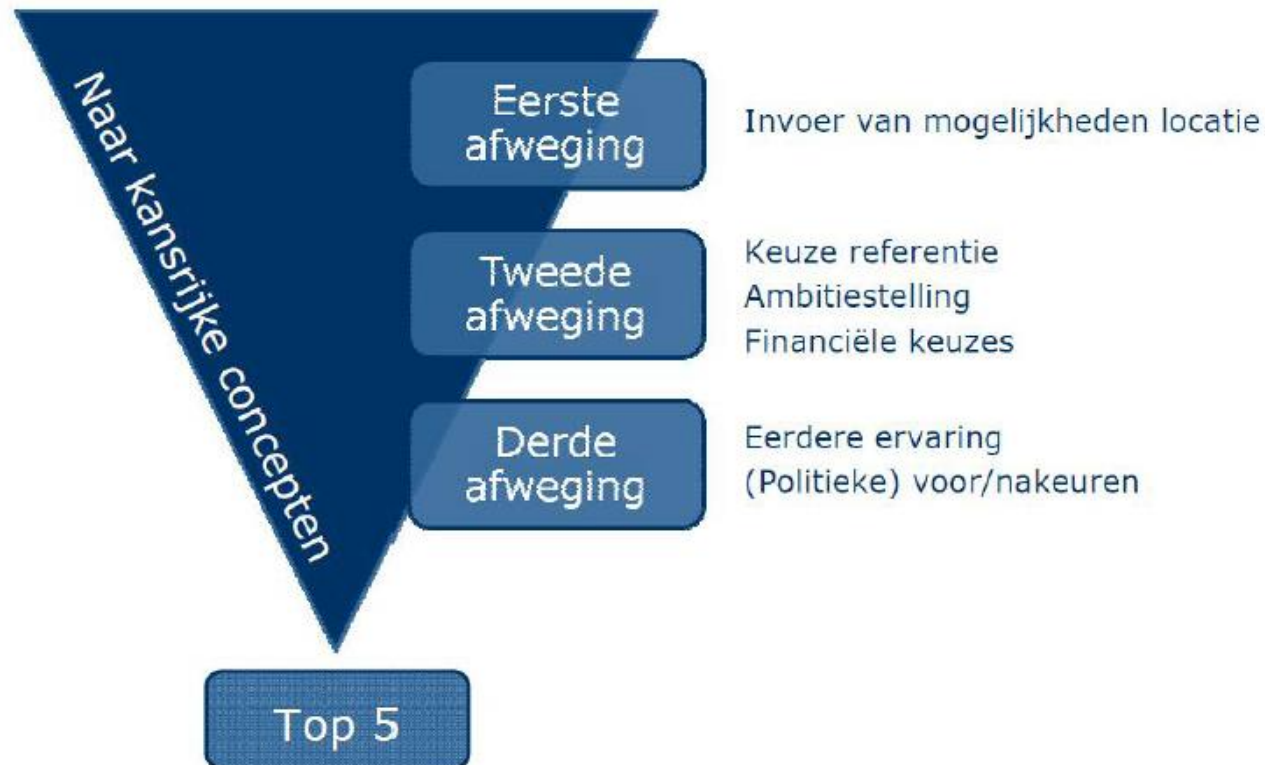 Naar kansrijke concepten
Eerste
afweging
Invoer van mogelijkheden locatie
Tweede
afweging
Keuze referentie
Ambitiestelling
Financiële keuzes
Derde
afweging
Eerdere ervaring
(Politieke) voor/nakeuren
Top 5